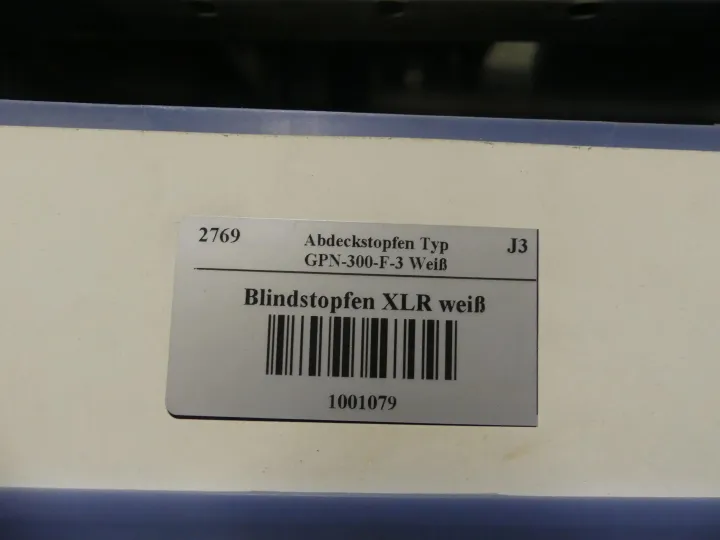 2769
Abdeckstopfen Typ
GPN-300-F-3 Weiß
J3
Blindstopfen XLR weiß
1001079